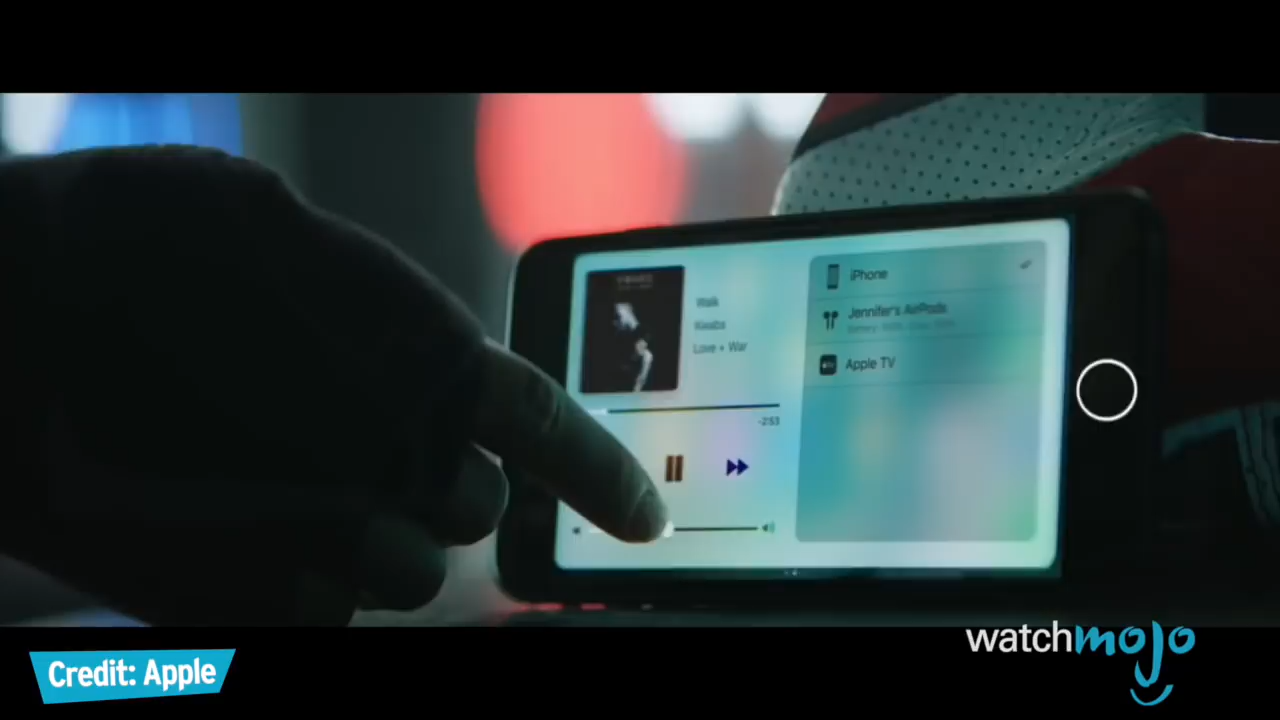 Walk
Kwabs
Love + War
-2:53
iPhone
Jennifer's AirPods
Apple TV
Credit: Apple
watchmojo